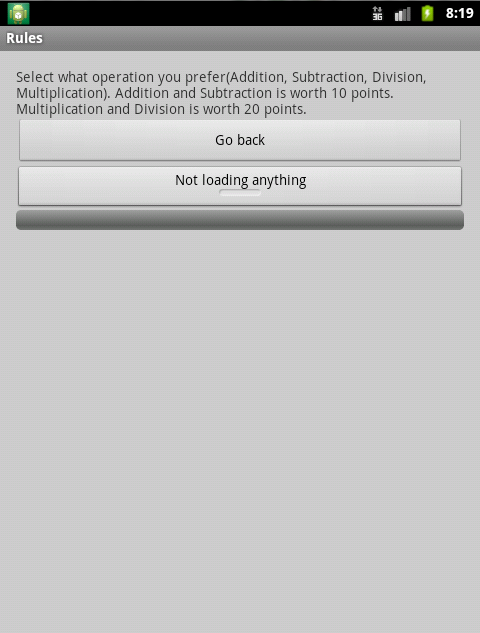 3G
8:19
Rules
Select what operation you prefer(Addition, Subtraction, Division,
Multiplication). Addition and Subtraction is worth 10 points.
Multiplication and Division is worth 20 points.
Go back
Not loading anything